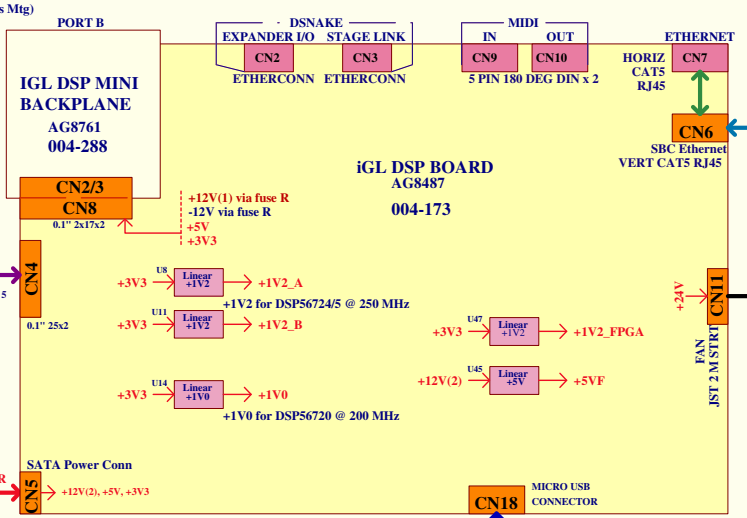 s Mtg)
PORT B
DSNAKE
EXPANDER I/O STAGE LINK
CN2 CN3
ETHERCONN ETHERCONN
MIDI
IN OUT
CN9 CN10
5 PIN 180 DEG DIN x 2
ETHERNET
CN7
HORIZ
CAT5
RJ45
CN6
SBC Ethernet
VERT CAT5 RJ45
IGL DSP MINI
BACKPLANE
AG8761
004-288
CN2/3
CN8
0.1" 2x17x2
+12V(1) via fuse R
-12V via fuse R
+5V
+3V3
iGL DSP BOARD
AG8487
004-173
CN4
5
0.1" 25x2
+3V3 U8 Linear +1V2 +1V2_A
+1V2 for DSP56724/5 @ 250 MHz
+3V3 U11 Linear +1V2 +1V2_B
+3V3 U14 Linear +1V0 +1V0
+1V0 for DSP56720 @ 200 MHz
+3V3 U47 Linear +1V2 +1V2_FPGA
+12V(2) U45 Linear +5V +5VF
+24V
CN11
FAN
JST 2 M STRT
SATA Power Conn
R
CN5
+12V(2), +5V, +3V3
CN18
MICRO USB
CONNECTOR